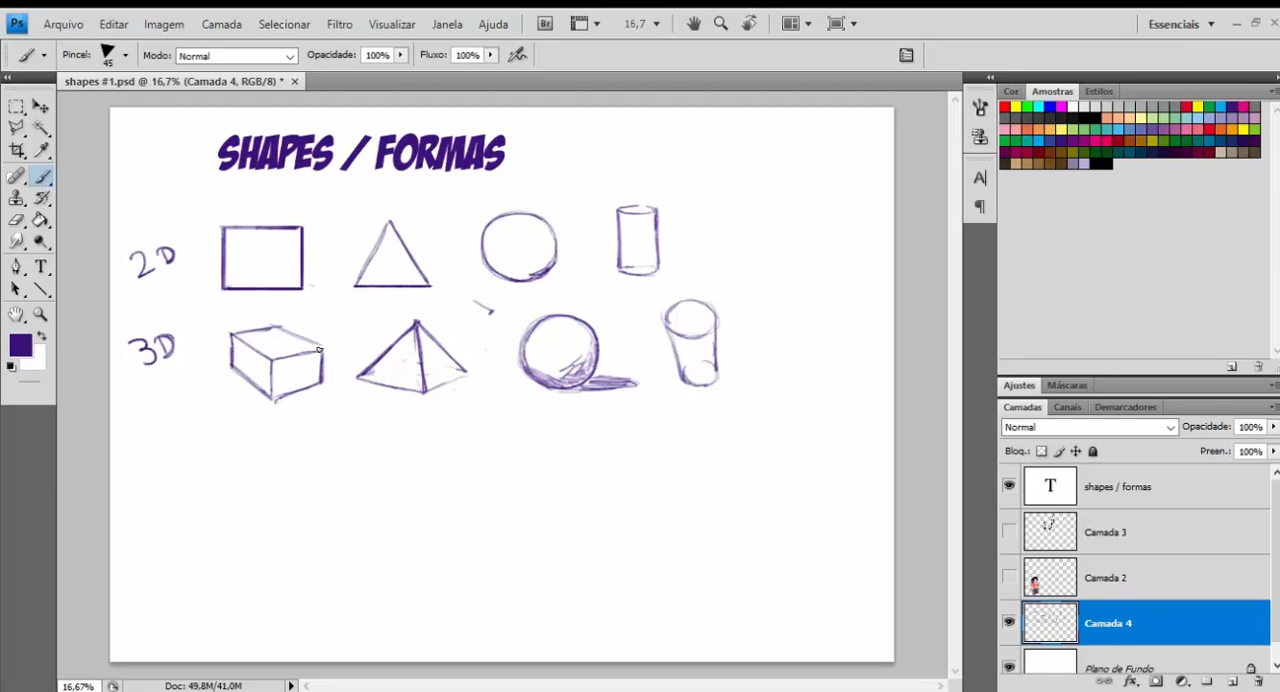 Ps Arquivo Editar Imagem Camada Selecionar Filtro Visualizar Janela Ajuda Br 16,7 Essenciais
Pincel: 45 Modo: Normal Opacidade: 100% Fluxo: 100%
shapes #1.psd @ 16,7% (Camada 4, RGB/8) *
Cor Amostras Estilos
SHAPES / FORMAS
2D
3D
Ajustes Máscaras
Camadas Canais Demarcadores
Normal Opacidade: 100%
Bloq.: Preen.: 100%
T shapes / formas
Camada 3
Camada 2
Camada 4
Plano de Fundo
16,67% Doc: 49,8M/41,0M